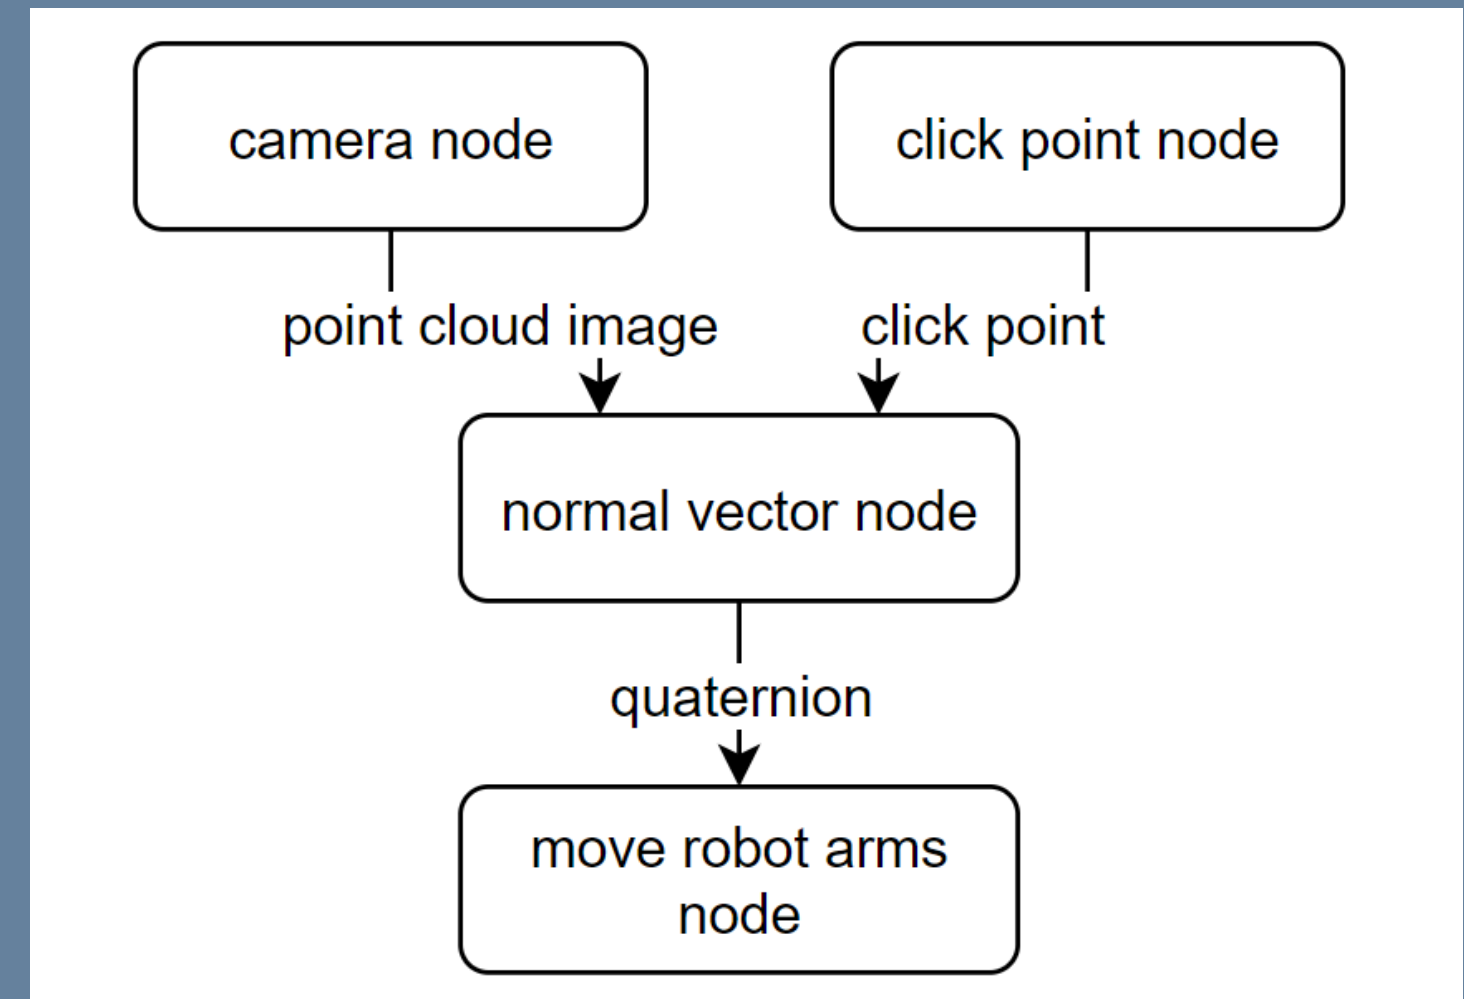 camera node
click point node
point cloud image
click point
normal vector node
quaternion
move robot arms
node